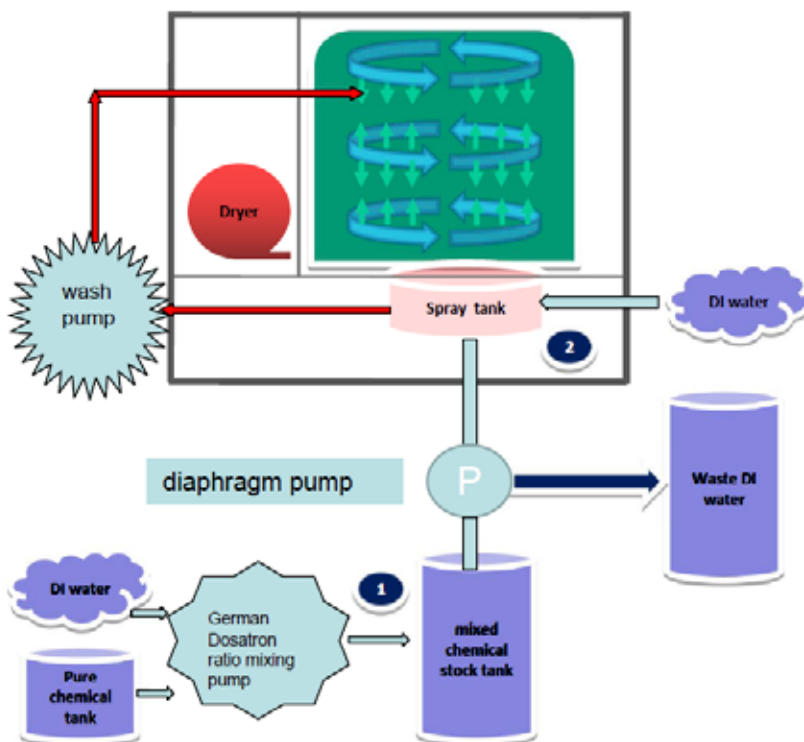 Dryer
wash
pump
Spray tank
DI water
2
diaphragm pump
P
Waste DI
water
DI water
1
German
Dosatron
ratio mixing
pump
mixed
chemical
stock tank
Pure
chemical
tank